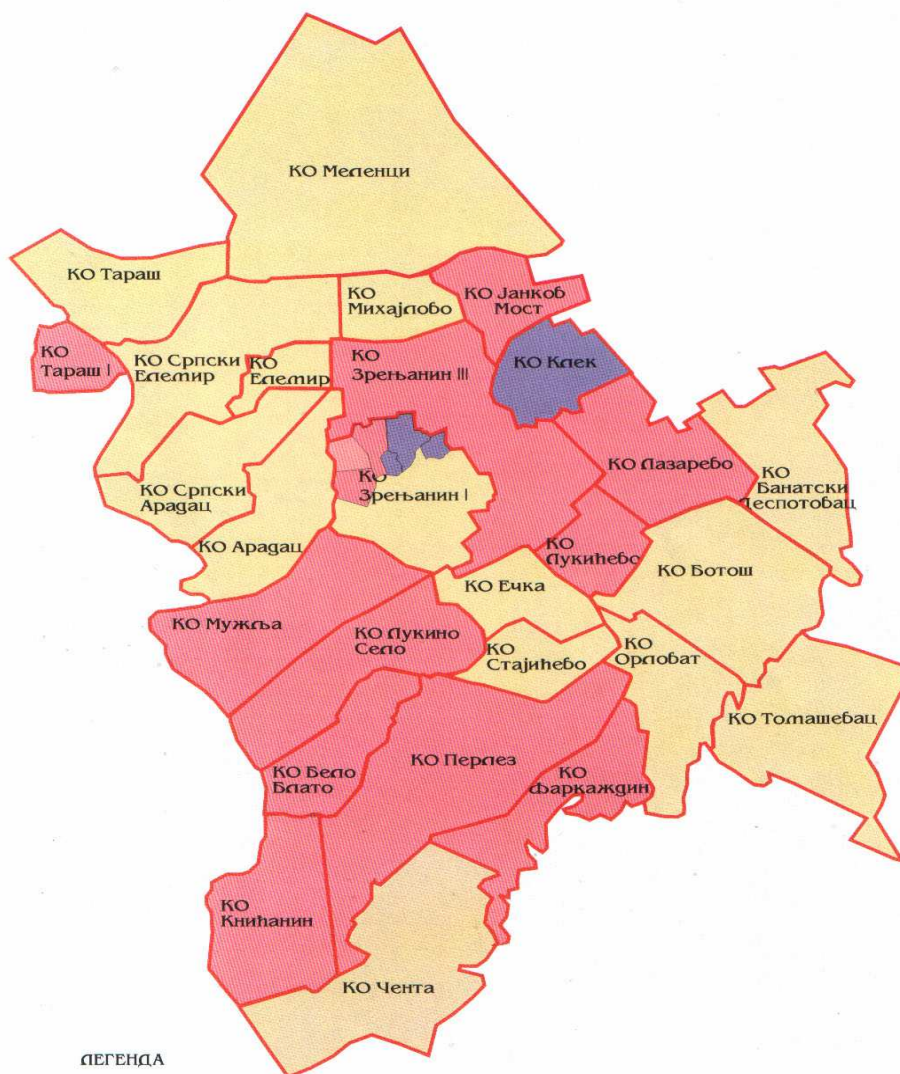 КО Меленци
КО Тараш
КО
Михајлово
КО Јанков
Мост
КО
Тараш I
КО Српски
Елемир
КО
Елемир
КО
Зрењанин III
КО Клек
КО Српски
Арадац
КО
Зрењанин I
КО Лазарево
КО
Банатски
Деспотовац
КО Арадац
КО
Лукићево
КО Ботош
КО Ечка
КО Мужља
КО Лукино
Село
КО
Стајићево
КО
Орловат
КО Томашевац
КО Бело
Блато
КО Перлез
КО
Фаркаждин
КО
Книћанин
КО Чента
ЛЕГЕНДА